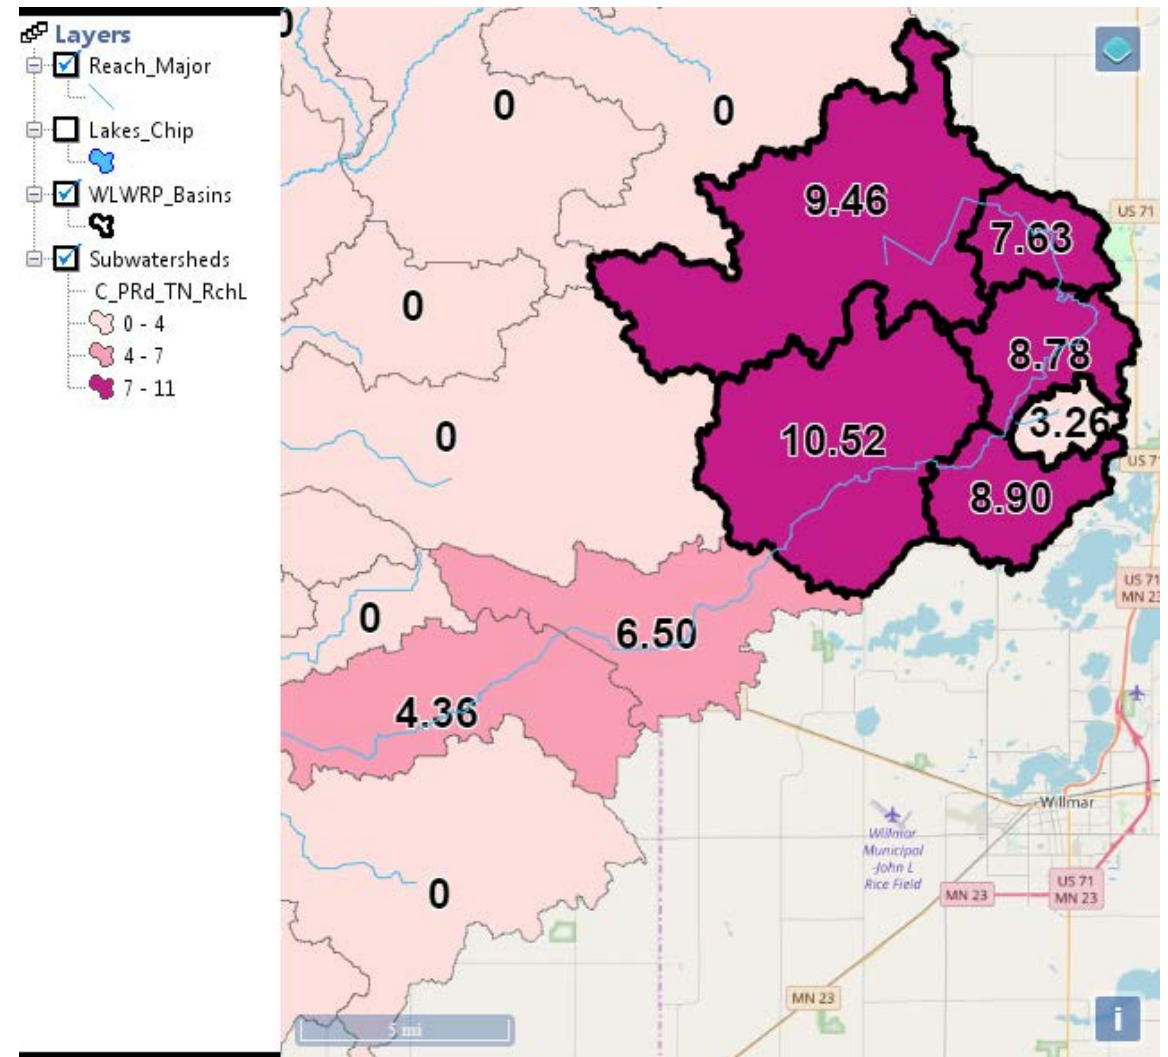 Layers
Reach_Major
Lakes_Chip
WLWRP_Basins
Subwatersheds
C_PRd_TN_RchL
0 - 4
4 - 7
7 - 11
0
0
0
9.46
US 71
7.63
0
8.78
3.26
0
10.52
US 71
8.90
US 71
MN 23
0
6.50
4.36
Willmar
Willmar
Municipal
-John L
Rice Field
0
MN 23
US 71
MN 23
MN 23
5 mi
i